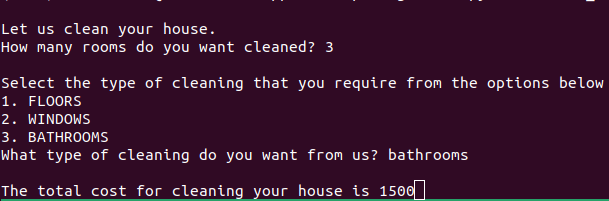 Let us clean your house.
How many rooms do you want cleaned? 3
Select the type of cleaning that you require from the options below
1. FLOORS
2. WINDOWS
3. BATHROOMS
What type of cleaning do you want from us? bathrooms
The total cost for cleaning your house is 1500